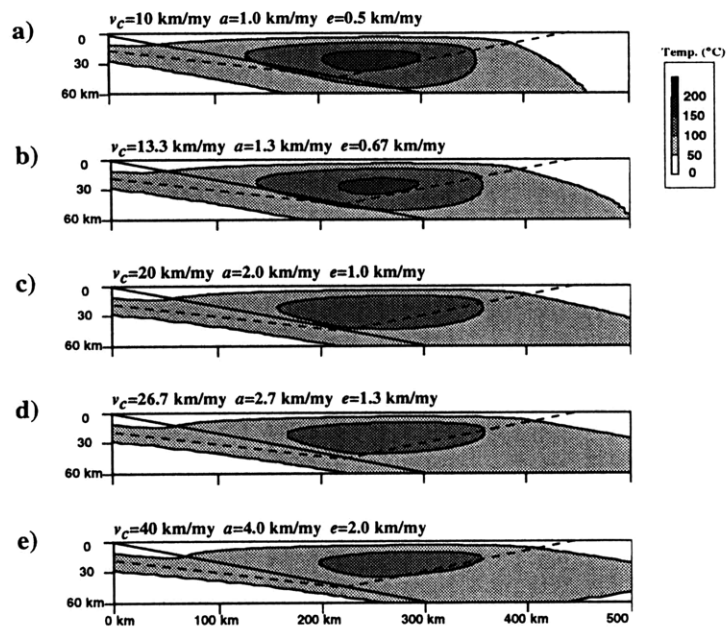 a)
v_c=10 km/my a=1.0 km/my e=0.5 km/my
0
30
60 km
Temp. (°C)
200
150
100
50
0
b)
v_c=13.3 km/my a=1.3 km/my e=0.67 km/my
0
30
60 km
c)
v_c=20 km/my a=2.0 km/my e=1.0 km/my
0
30
60 km
d)
v_c=26.7 km/my a=2.7 km/my e=1.3 km/my
0
30
60 km
e)
v_c=40 km/my a=4.0 km/my e=2.0 km/my
0
30
60 km
0 km 100 km 200 km 300 km 400 km 500